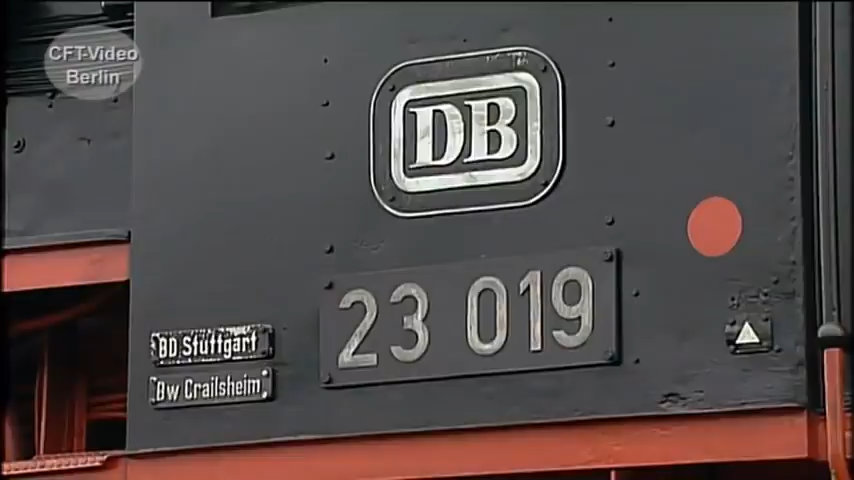 CFT-Video
Berlin
DB
23 019
BD Stuttgart
Bw Crailsheim